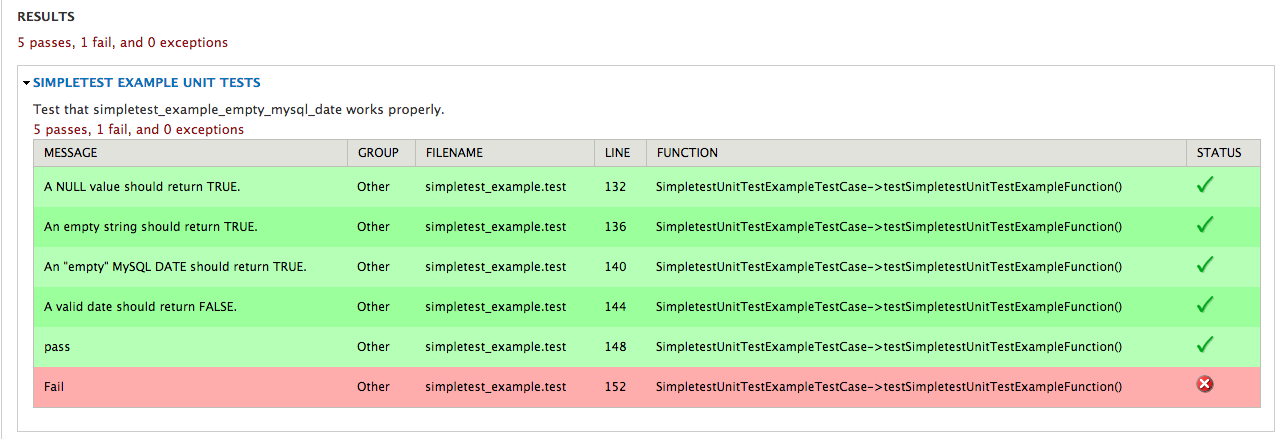 RESULTS
5 passes, 1 fail, and 0 exceptions
SIMPLETEST EXAMPLE UNIT TESTS
Test that simpletest_example_empty_mysql_date works properly.
5 passes, 1 fail, and 0 exceptions
MESSAGE GROUP FILENAME LINE FUNCTION STATUS
A NULL value should return TRUE. Other simpletest_example.test 132 SimpletestUnitTestExampleTestCase->testSimpletestUnitTestExampleFunction()
An empty string should return TRUE. Other simpletest_example.test 136 SimpletestUnitTestExampleTestCase->testSimpletestUnitTestExampleFunction()
An "empty" MySQL DATE should return TRUE. Other simpletest_example.test 140 SimpletestUnitTestExampleTestCase->testSimpletestUnitTestExampleFunction()
A valid date should return FALSE. Other simpletest_example.test 144 SimpletestUnitTestExampleTestCase->testSimpletestUnitTestExampleFunction()
pass Other simpletest_example.test 148 SimpletestUnitTestExampleTestCase->testSimpletestUnitTestExampleFunction()
Fail Other simpletest_example.test 152 SimpletestUnitTestExampleTestCase->testSimpletestUnitTestExampleFunction()